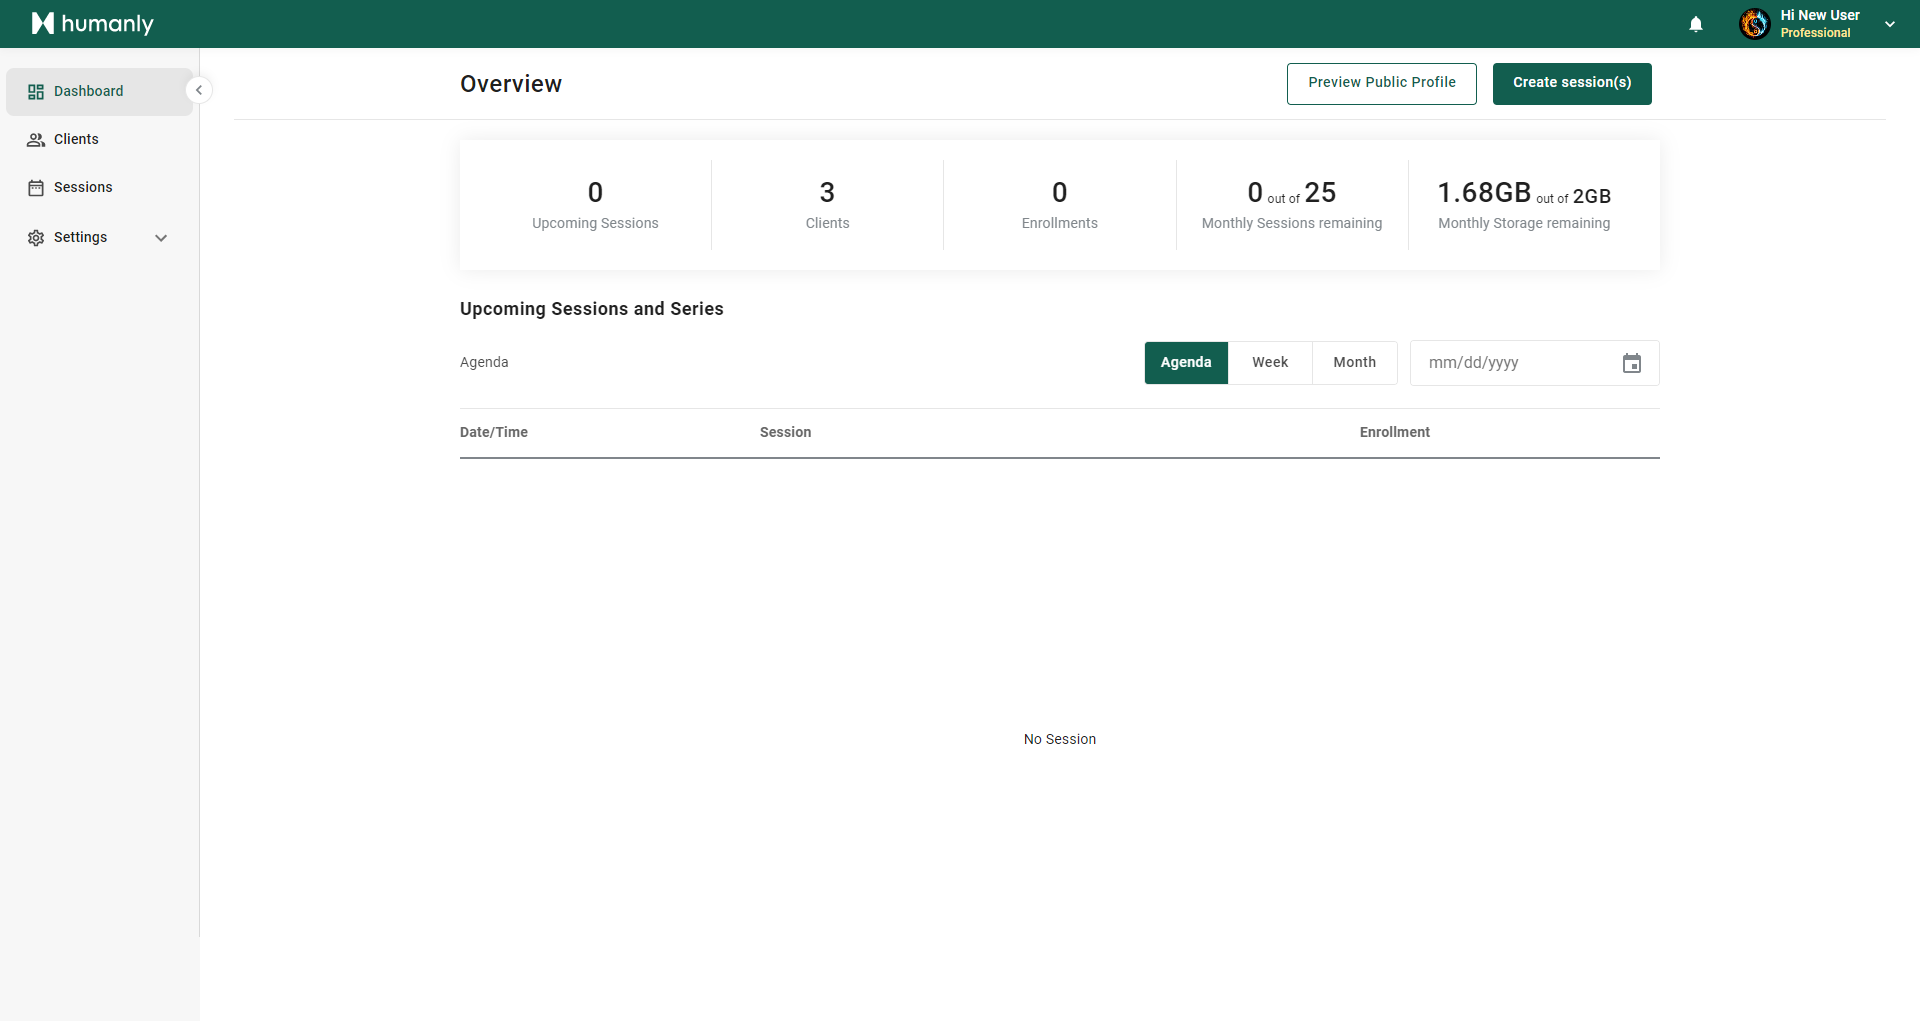 humanly
Hi New User
Professional
Dashboard
Clients
Sessions
Settings
Overview
Preview Public Profile
Create session(s)
0
Upcoming Sessions
3
Clients
0
Enrollments
0 out of 25
Monthly Sessions remaining
1.68GB out of 2GB
Monthly Storage remaining
Upcoming Sessions and Series
Agenda
Agenda Week Month mm/dd/yyyy
Date/Time Session Enrollment
No Session